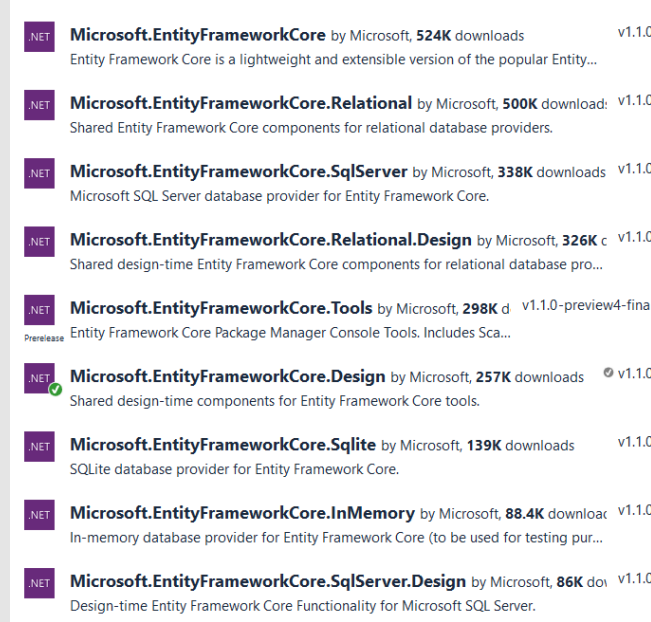 .NET Microsoft.EntityFrameworkCore by Microsoft, 524K downloads v1.1.0
Entity Framework Core is a lightweight and extensible version of the popular Entity...
.NET Microsoft.EntityFrameworkCore.Relational by Microsoft, 500K downloads v1.1.0
Shared Entity Framework Core components for relational database providers.
.NET Microsoft.EntityFrameworkCore.SqlServer by Microsoft, 338K downloads v1.1.0
Microsoft SQL Server database provider for Entity Framework Core.
.NET Microsoft.EntityFrameworkCore.Relational.Design by Microsoft, 326K v1.1.0
Shared design-time Entity Framework Core components for relational database pro...
.NET Microsoft.EntityFrameworkCore.Tools by Microsoft, 298K d v1.1.0-preview4-fina
Prerelease Entity Framework Core Package Manager Console Tools. Includes Sca...
.NET Microsoft.EntityFrameworkCore.Design by Microsoft, 257K downloads v1.1.0
Shared design-time components for Entity Framework Core tools.
.NET Microsoft.EntityFrameworkCore.Sqlite by Microsoft, 139K downloads v1.1.0
SQLite database provider for Entity Framework Core.
.NET Microsoft.EntityFrameworkCore.InMemory by Microsoft, 88.4K downloac v1.1.0
In-memory database provider for Entity Framework Core (to be used for testing pur...
.NET Microsoft.EntityFrameworkCore.SqlServer.Design by Microsoft, 86K do v1.1.0
Design-time Entity Framework Core Functionality for Microsoft SQL Server.